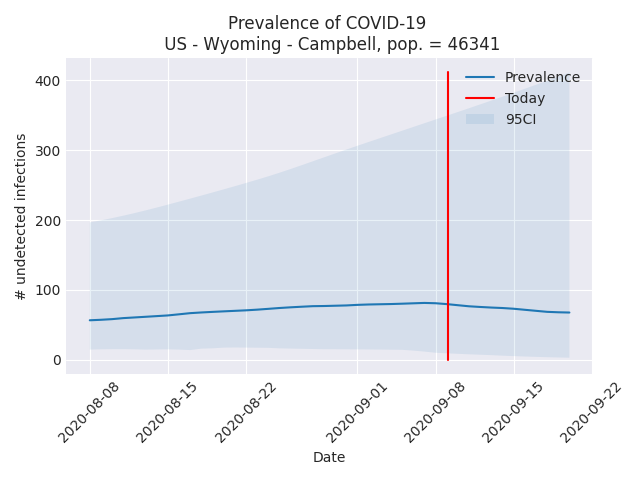 Prevalence of COVID-19
US - Wyoming - Campbell, pop. = 46341
Prevalence
Today
95CI
400
300
200
100
0
# undetected infections
2020-08-08
2020-08-15
2020-08-22
2020-09-01
2020-09-08
2020-09-15
2020-09-22
Date